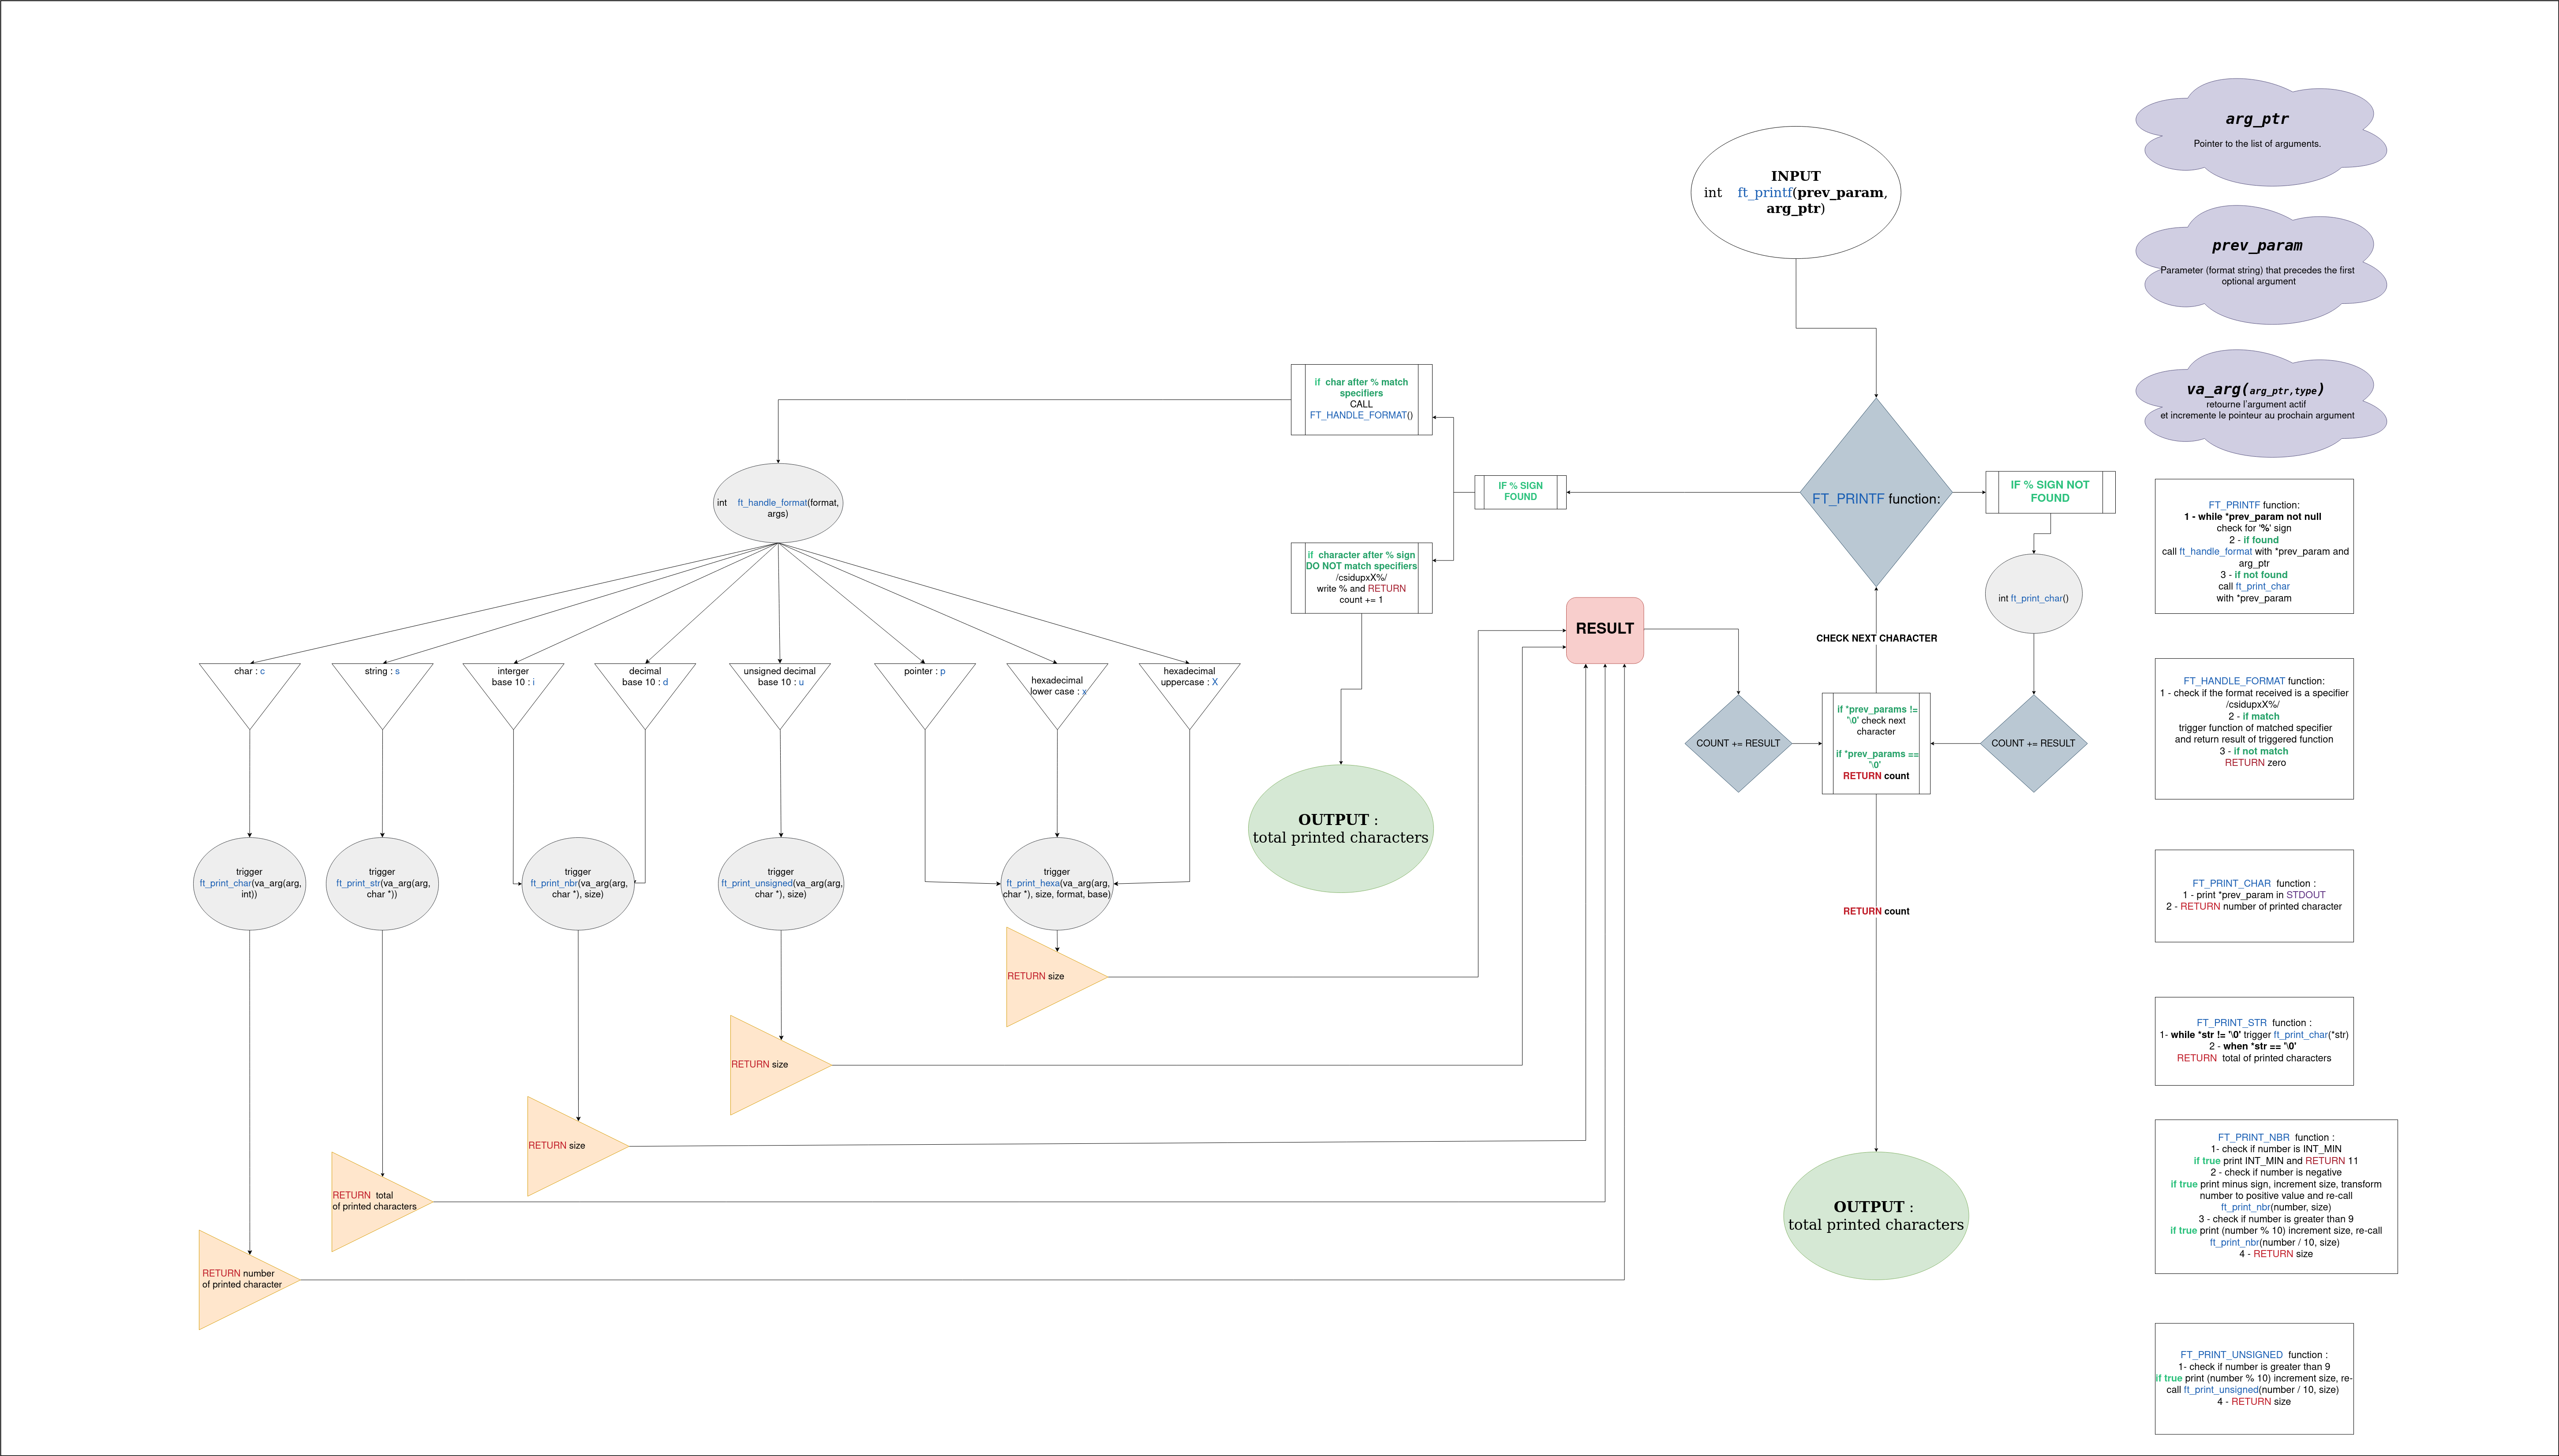 INPUT
int ft_printf(prev_param,
arg_ptr)
arg_ptr
Pointer to the list of arguments.
prev_param
Parameter (format string) that precedes the first
optional argument
va_arg(arg_ptr,type)
retourne l'argument actif
et incremente le pointeur au prochain argument
if char after % match
specifiers
CALL
FT_HANDLE_FORMAT()
IF % SIGN
FOUND
FT_PRINTF function:
IF % SIGN NOT
FOUND
int ft_handle_format(format,
args)
if character after % sign
DO NOT match specifiers
/csidupxX%/
write % and RETURN
count += 1
int ft_print_char()
RESULT
CHECK NEXT CHARACTER
char : c
string : s
interger
base 10 : i
decimal
base 10 : d
unsigned decimal
base 10 : u
pointer : p
hexadecimal
lower case : x
hexadecimal
uppercase : X
COUNT += RESULT
if *prev_params !=
'\0' check next
character
if *prev_params ==
'\0'
RETURN count
COUNT += RESULT
OUTPUT :
total printed characters
trigger
ft_print_char(va_arg(arg,
int))
trigger
ft_print_str(va_arg(arg,
char *))
trigger
ft_print_nbr(va_arg(arg,
char *), size)
trigger
ft_print_unsigned(va_arg(arg,
char *), size)
trigger
ft_print_hexa(va_arg(arg,
char *), size, format, base)
RETURN count
RETURN size
RETURN size
RETURN size
RETURN total
of printed characters
RETURN number
of printed character
OUTPUT :
total printed characters
FT_PRINTF function:
1 - while *prev_param not null
check for '%' sign
2 - if found
call ft_handle_format with *prev_param and
arg_ptr
3 - if not found
call ft_print_char
with *prev_param
FT_HANDLE_FORMAT function:
1 - check if the format received is a specifier
/csidupxX%/
2 - if match
trigger function of matched specifier
and return result of triggered function
3 - if not match
RETURN zero
FT_PRINT_CHAR function :
1 - print *prev_param in STDOUT
2 - RETURN number of printed character
FT_PRINT_STR function :
1- while *str != '\0' trigger ft_print_char(*str)
2 - when *str == '\0'
RETURN total of printed characters
FT_PRINT_NBR function :
1- check if number is INT_MIN
if true print INT_MIN and RETURN 11
2 - check if number is negative
if true print minus sign, increment size, transform
number to positive value and re-call
ft_print_nbr(number, size)
3 - check if number is greater than 9
if true print (number % 10) increment size, re-call
ft_print_nbr(number / 10, size)
4 - RETURN size
FT_PRINT_UNSIGNED function :
1- check if number is greater than 9
if true print (number % 10) increment size, re-
call ft_print_unsigned(number / 10, size)
4 - RETURN size